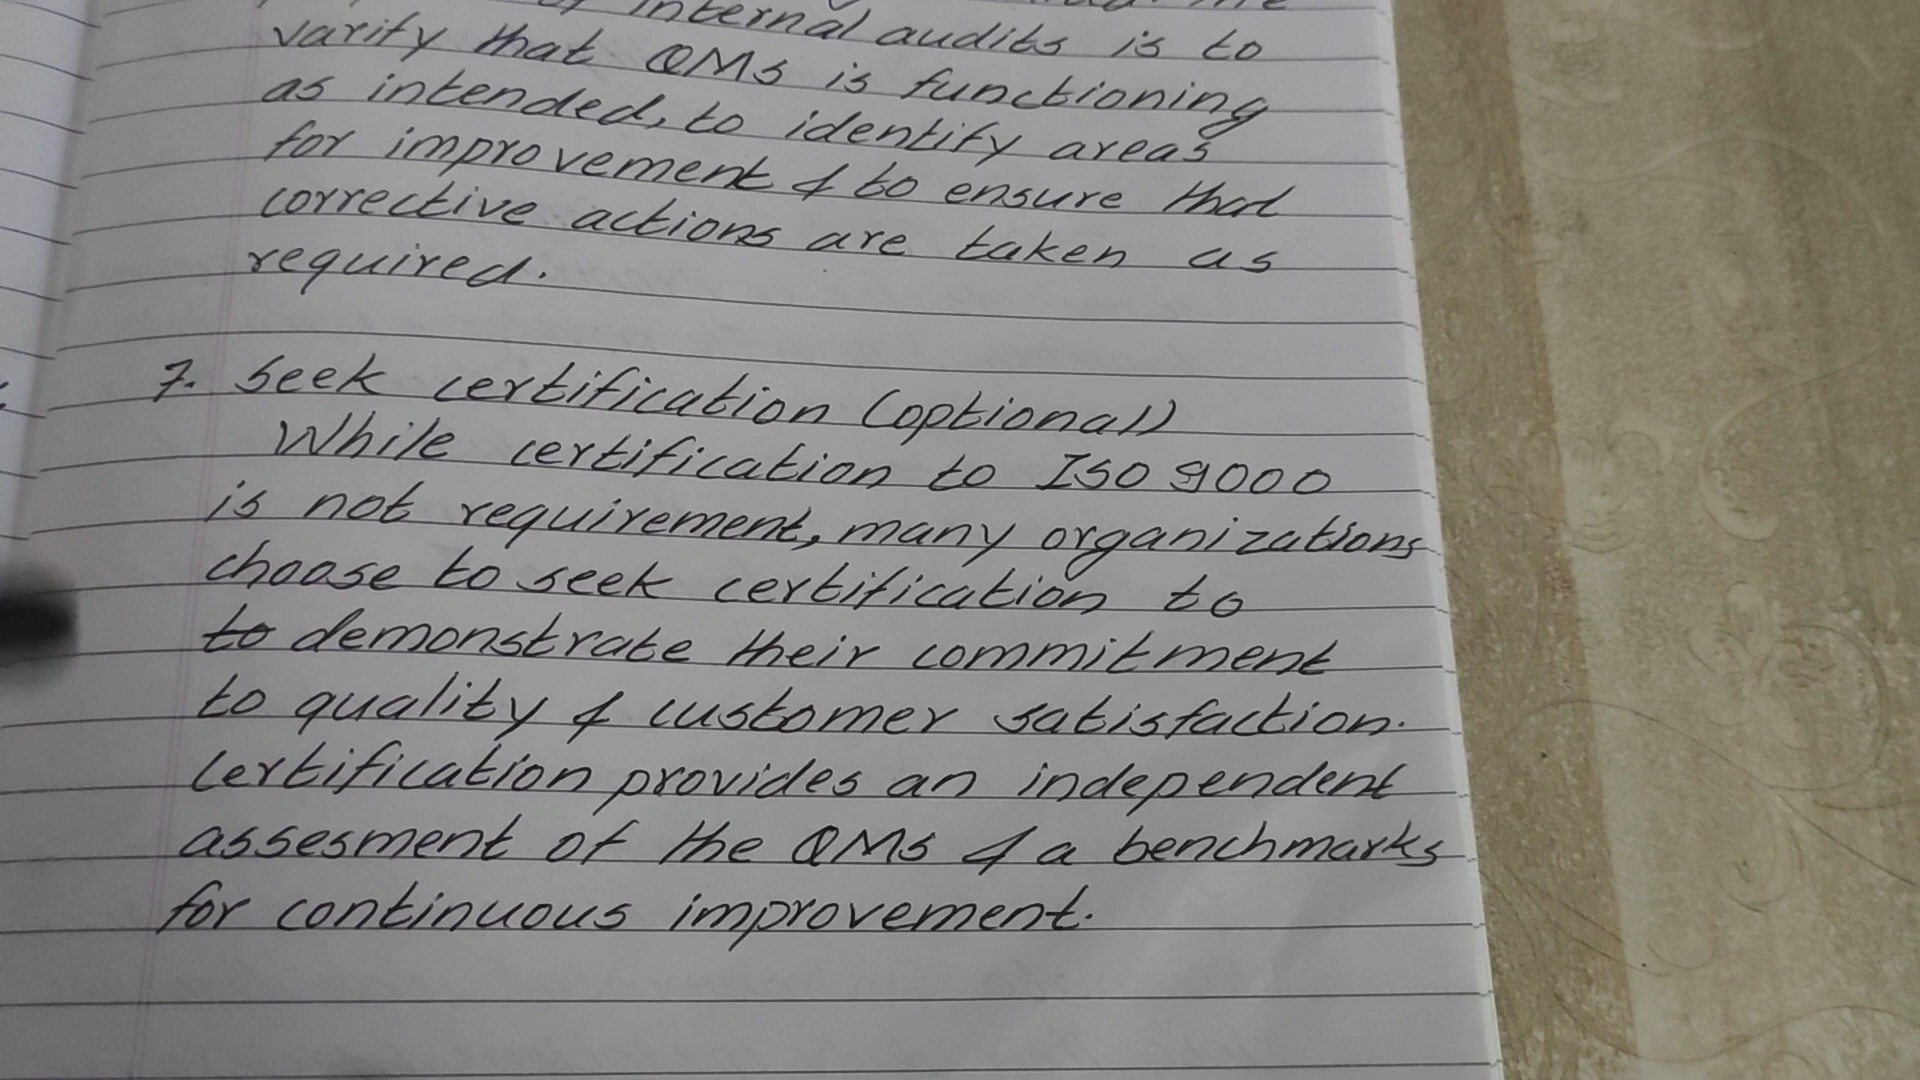 of internal audits is to
varify that QMS is functioning
as intended, to identify areas
for improvement & to ensure that
corrective actions are taken as
required.
7. Seek certification (optional)
While certification to ISO 9000
is not requirement, many organizations
choose to seek certification to
to demonstrate their commitment
to quality & customer satisfaction.
Certification provides an independent
assesment of the QMS & a benchmarks
for continuous improvement.